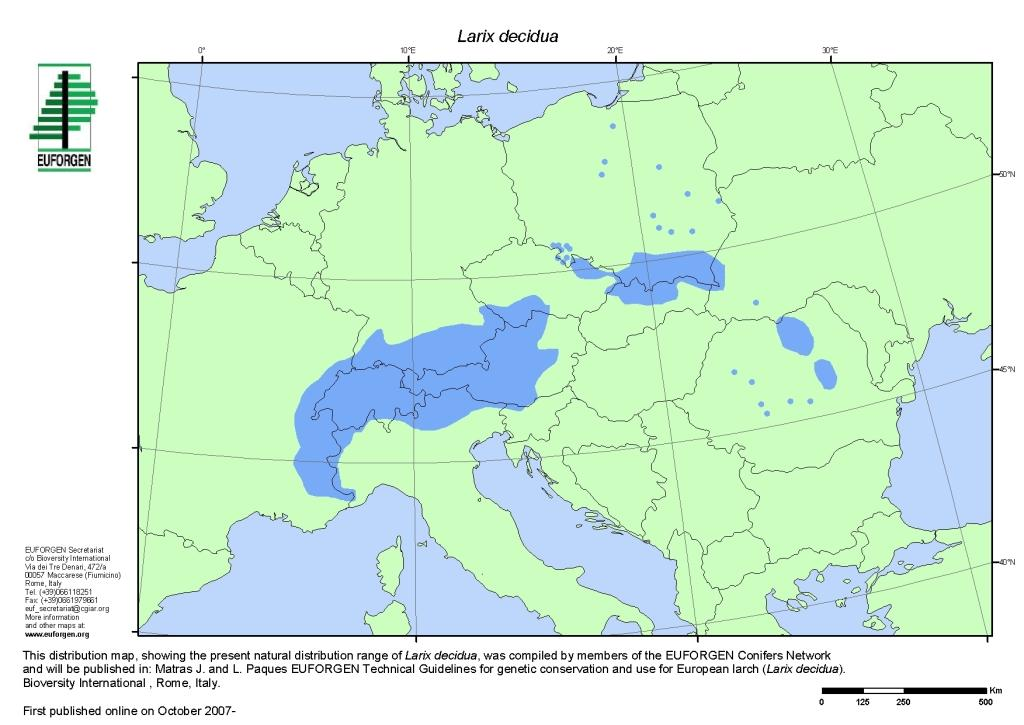 Larix decidua
0°
10°E
20°E
30°E
EUFORGEN
50°N
45°N
40°N
EUFORGEN Secretariat
c/o Bioversity International
Via dei Tre Denari, 472/a
00057 Maccarese (Fiumicino)
Rome, Italy
Tel. (+39)066118251
Fax: (+39)0661979661
euf_secretariat@cgiar.org
More information
and other maps at:
www.euforgen.org
This distribution map, showing the present natural distribution range of Larix decidua, was compiled by members of the EUFORGEN Conifers Network
and will be published in: Matras J. and L. Paques EUFORGEN Technical Guidelines for genetic conservation and use for European larch (Larix decidua).
Bioversity International , Rome, Italy.
Km
0 125 250 500
First published online on October 2007-